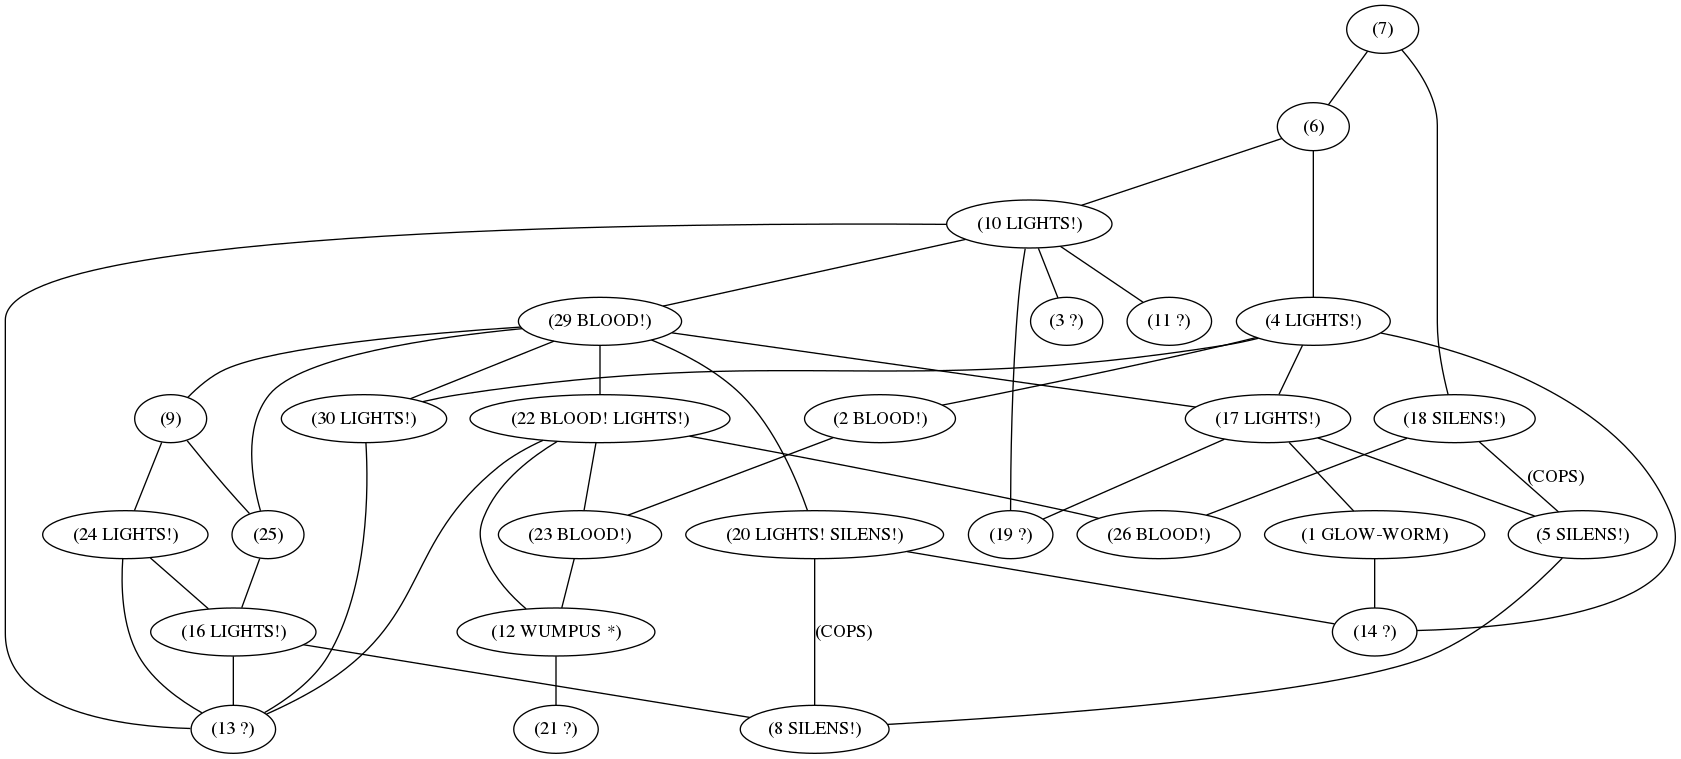 (7)
(6)
(10 LIGHTS!)
(29 BLOOD!)
(3 ?)
(11 ?)
(4 LIGHTS!)
(9)
(30 LIGHTS!)
(22 BLOOD! LIGHTS!)
(2 BLOOD!)
(17 LIGHTS!)
(18 SILENS!)
(COPS)
(24 LIGHTS!)
(25)
(23 BLOOD!)
(20 LIGHTS! SILENS!)
(19 ?)
(26 BLOOD!)
(1 GLOW-WORM)
(5 SILENS!)
(16 LIGHTS!)
(12 WUMPUS *)
(COPS)
(14 ?)
(13 ?)
(21 ?)
(8 SILENS!)